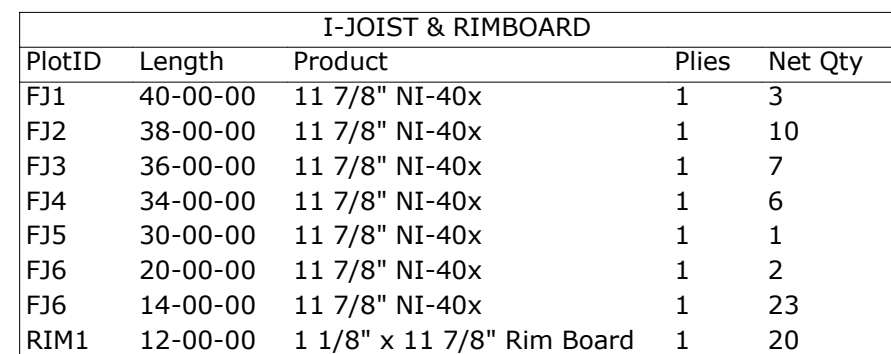 I-JOIST & RIMBOARD
PlotID Length Product Plies Net Qty
FJ1 40-00-00 11 7/8" NI-40x 1 3
FJ2 38-00-00 11 7/8" NI-40x 1 10
FJ3 36-00-00 11 7/8" NI-40x 1 7
FJ4 34-00-00 11 7/8" NI-40x 1 6
FJ5 30-00-00 11 7/8" NI-40x 1 1
FJ6 20-00-00 11 7/8" NI-40x 1 2
FJ6 14-00-00 11 7/8" NI-40x 1 23
RIM1 12-00-00 1 1/8" x 11 7/8" Rim Board 1 20